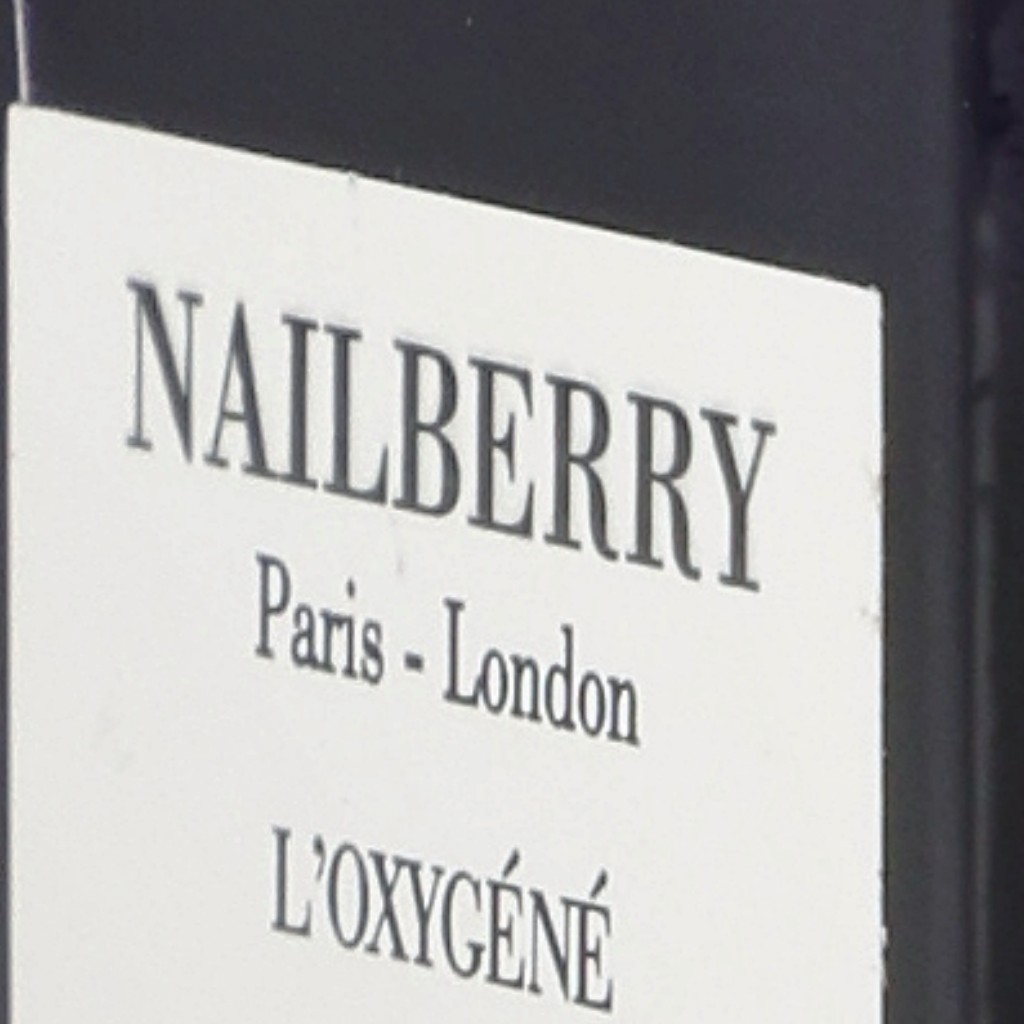 NAILBERRY
Paris - London
L'OXYGÉNÉ